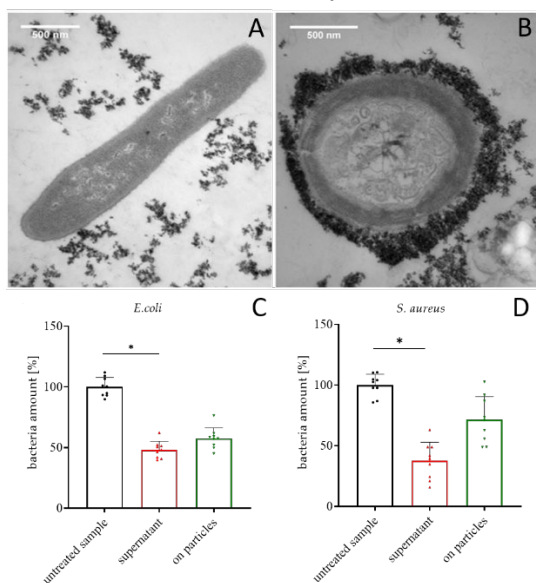 500 nm
A
500 nm
B
E.coli
C
150
100
50
0
bacteria amount [%]
*
untreated sample
supernatant
on particles
S. aureus
D
150
100
50
0
bacteria amount [%]
*
untreated sample
supernatant
on particles